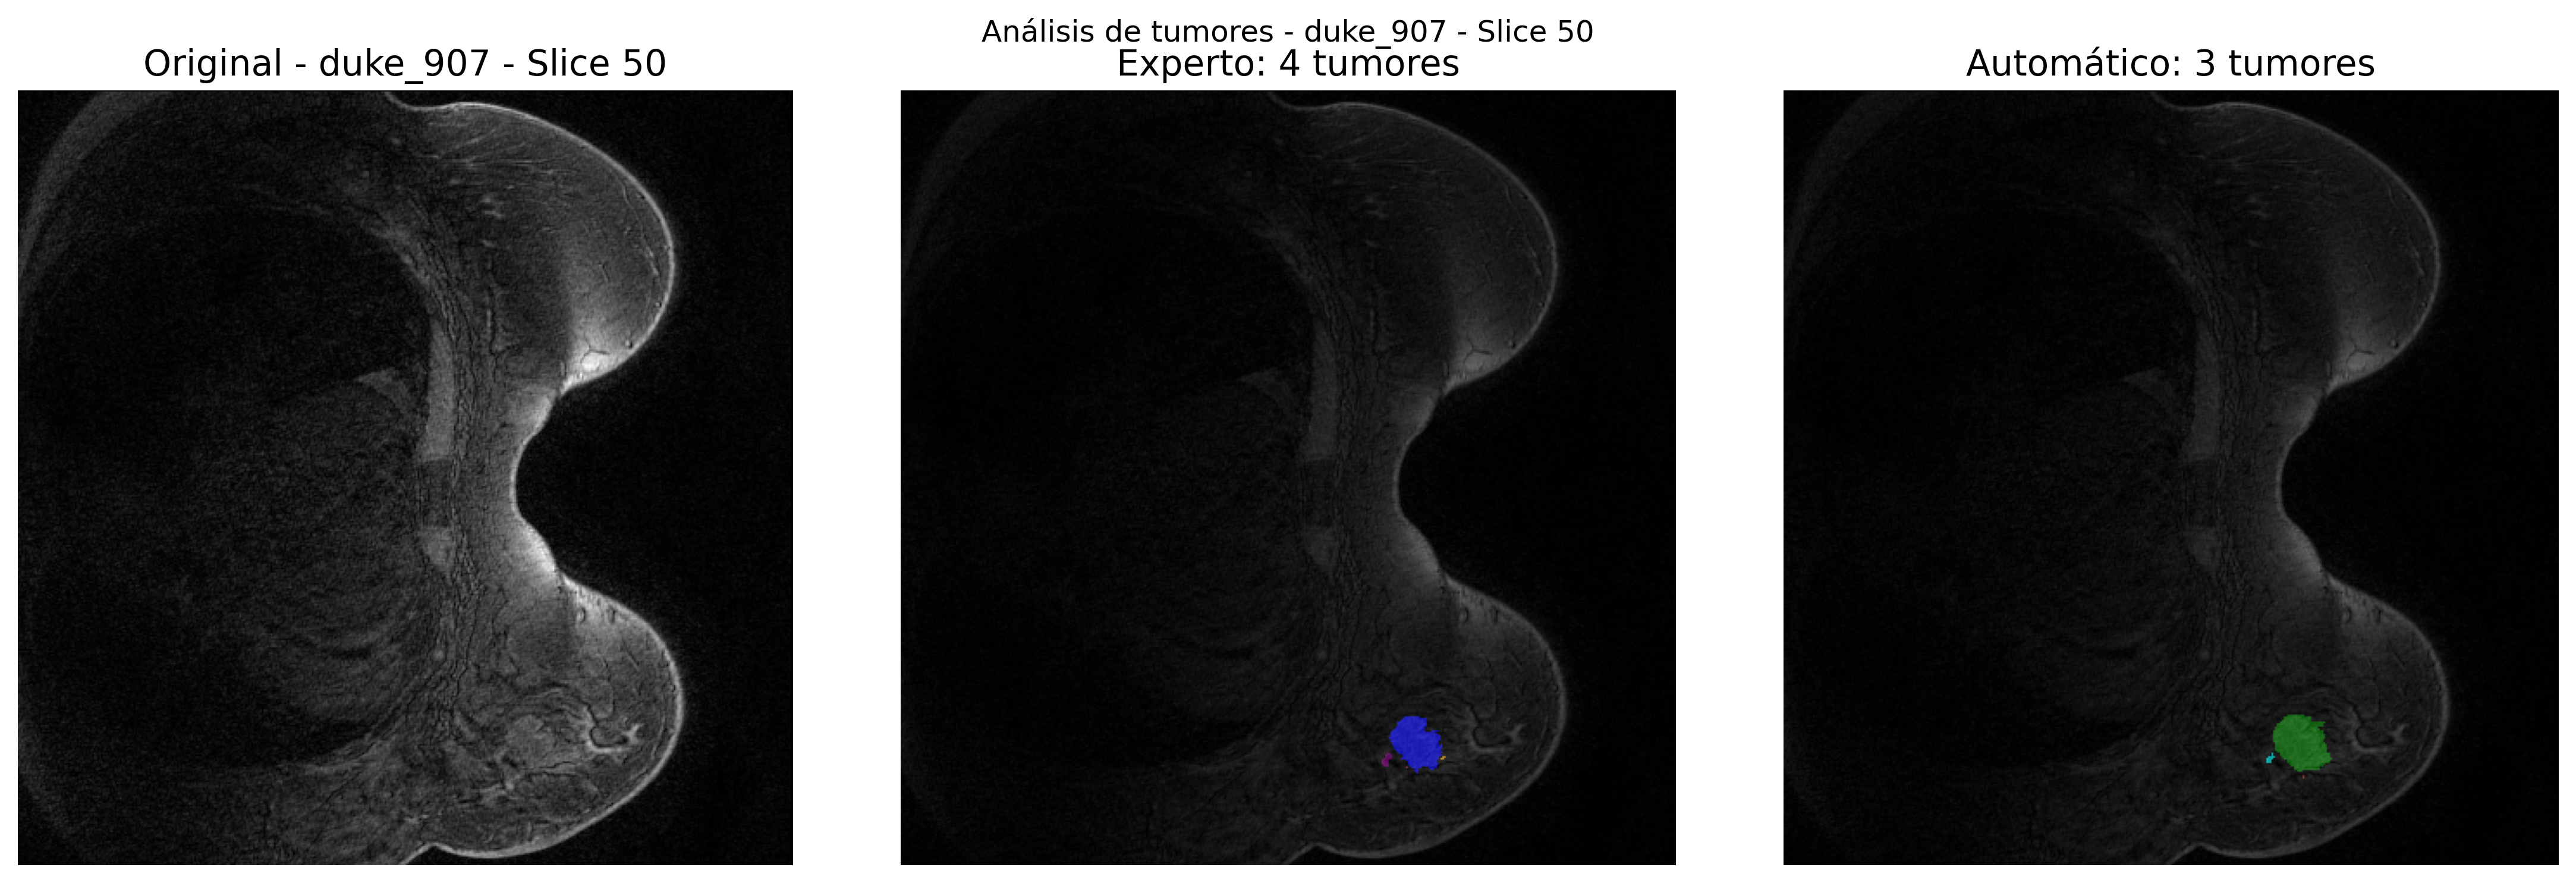 Análisis de tumores - duke_907 - Slice 50
Original - duke_907 - Slice 50
Experto: 4 tumores
Automático: 3 tumores